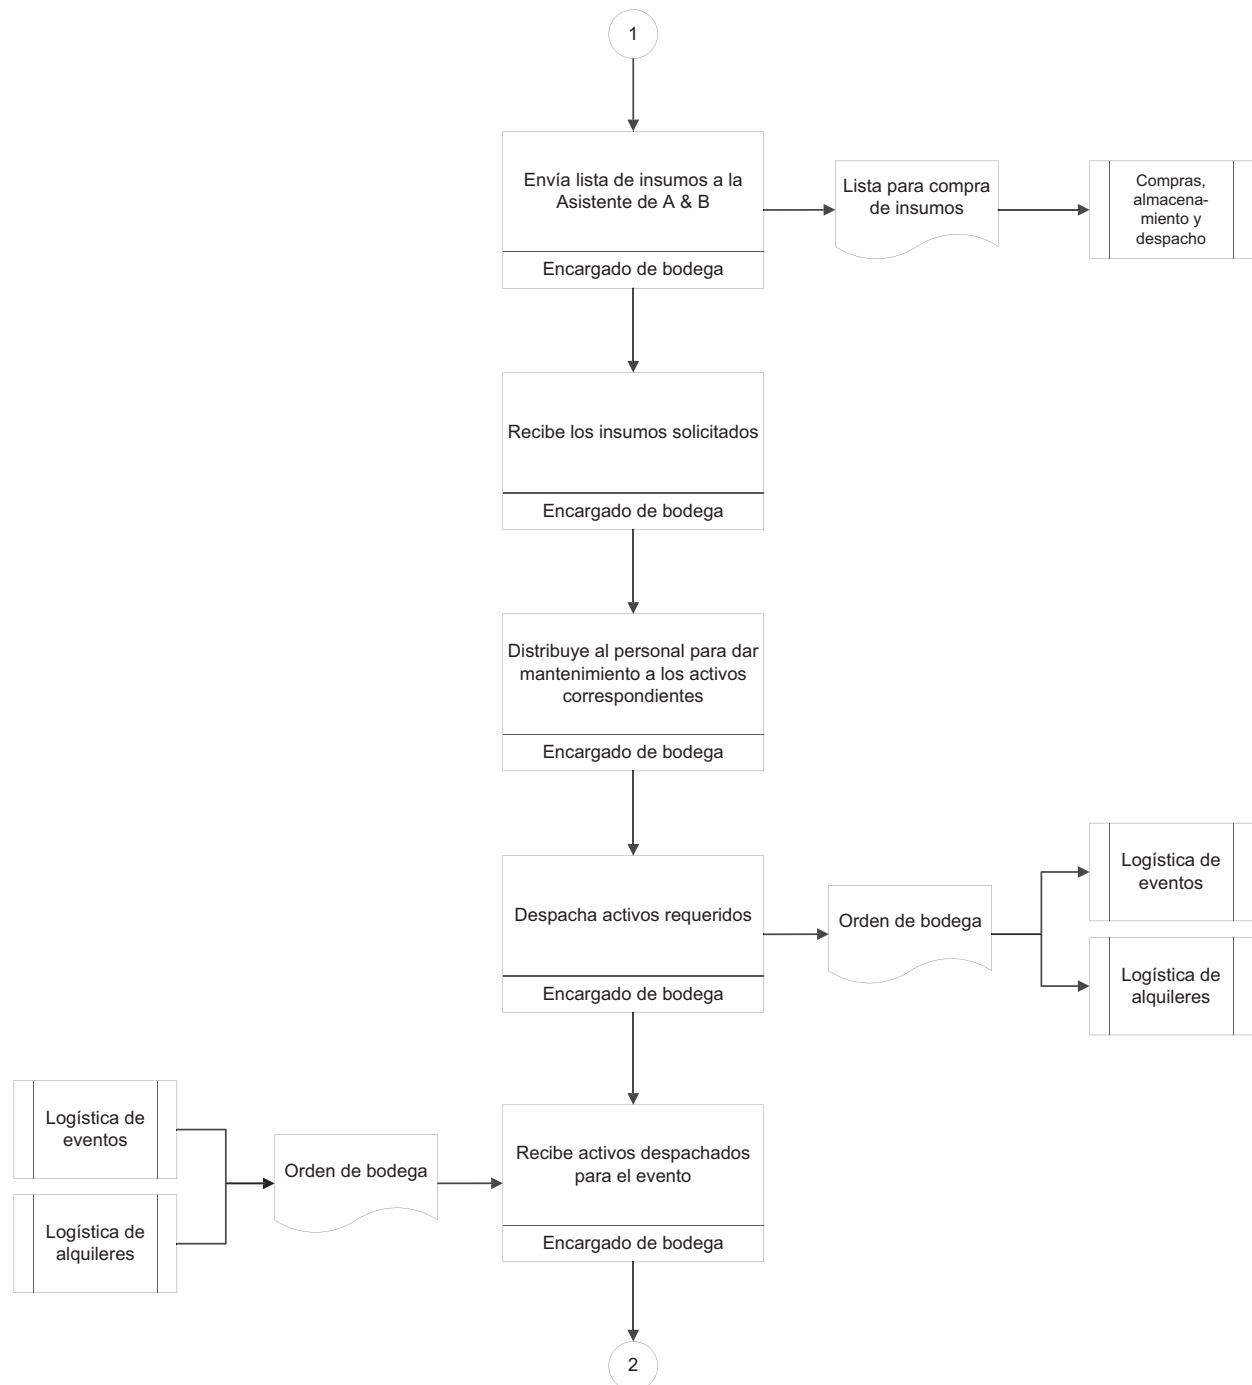 1
Envía lista de insumos a la
Asistente de A & B
Encargado de bodega
Lista para compra
de insumos
Compras,
almacena-
miento y
despacho
Recibe los insumos solicitados
Encargado de bodega
Distribuye al personal para dar
mantenimiento a los activos
correspondientes
Encargado de bodega
Despacha activos requeridos
Encargado de bodega
Orden de bodega
Logística de
eventos
Logística de
alquileres
Logística de
eventos
Logística de
alquileres
Orden de bodega
Recibe activos despachados
para el evento
Encargado de bodega
2